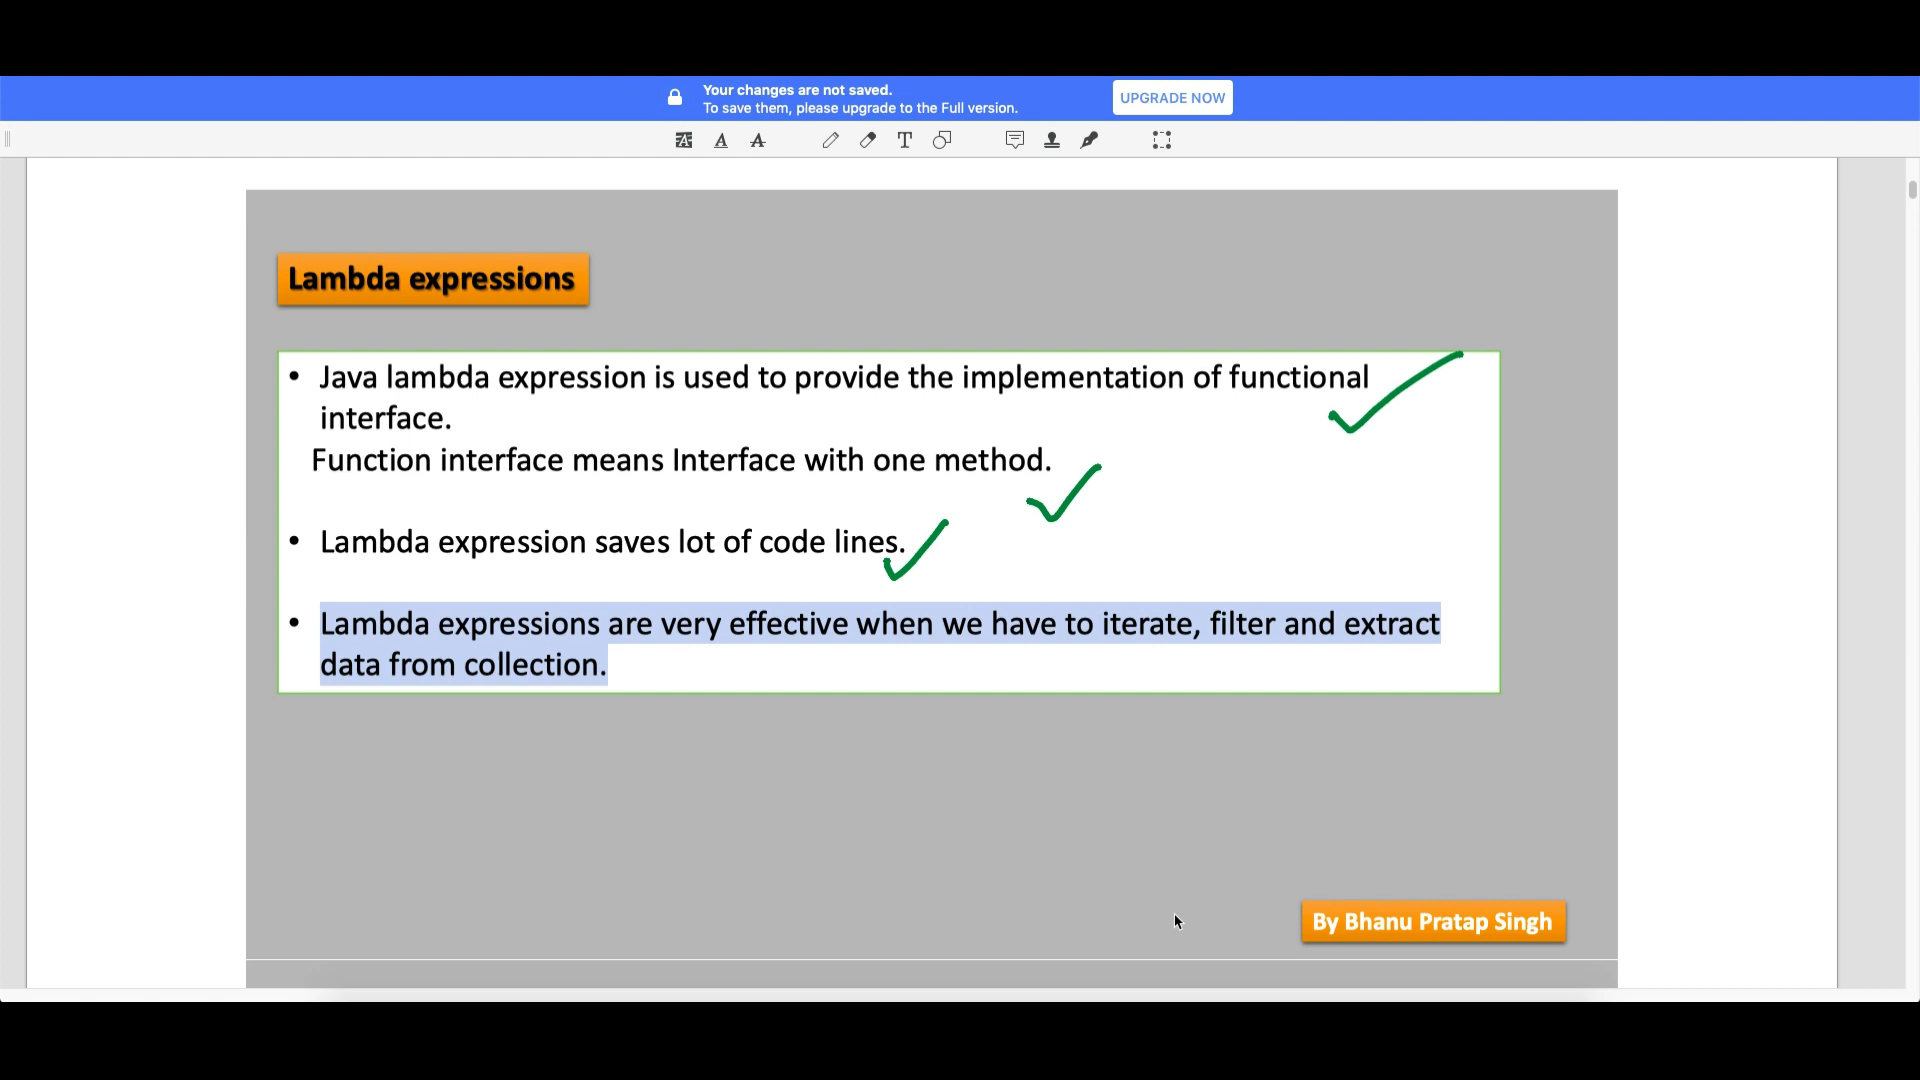 Your changes are not saved.
To save them, please upgrade to the Full version.
UPGRADE NOW
Lambda expressions
• Java lambda expression is used to provide the implementation of functional
interface.
Function interface means Interface with one method.
• Lambda expression saves lot of code lines.
• Lambda expressions are very effective when we have to iterate, filter and extract
data from collection.
By Bhanu Pratap Singh